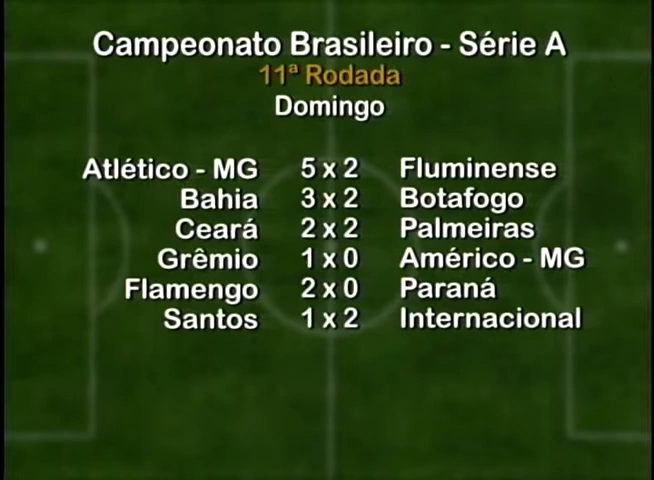 Campeonato Brasileiro - Série A
11ª Rodada
Domingo
Atlético - MG 5 x 2 Fluminense
Bahia 3 x 2 Botafogo
Ceará 2 x 2 Palmeiras
Grêmio 1 x 0 Américo - MG
Flamengo 2 x 0 Paraná
Santos 1 x 2 Internacional